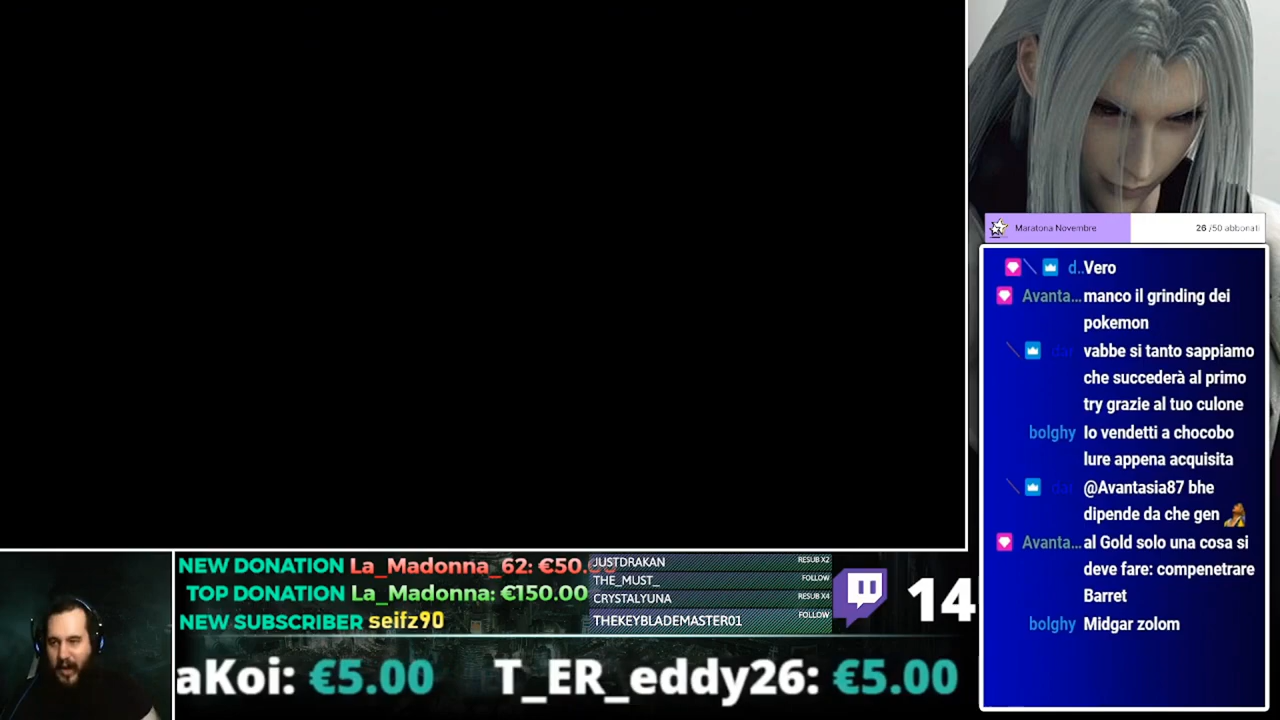 Maratona Novembre 26 /50 abbonati
d..Vero
Avanta...manco il grinding dei
pokemon
dar vabbe si tanto sappiamo
che succederà al primo
try grazie al tuo culone
bolghy Io vendetti a chocobo
lure appena acquisita
dar @Avantasia87 bhe
dipende da che gen
Avanta...al Gold solo una cosa si
deve fare: compenetrare
Barret
bolghy Midgar zolom
NEW DONATION La_Madonna_62: €50.
TOP DONATION La_Madonna: €150.00
NEW SUBSCRIBER seifz90
JUSTDRAKAN RESUB X2
THE_MUST_ FOLLOW
CRYSTALYUNA RESUB X4
THEKEYBLADEMASTER01 FOLLOW
14
aKoi: €5.00 T_ER_eddy26: €5.00